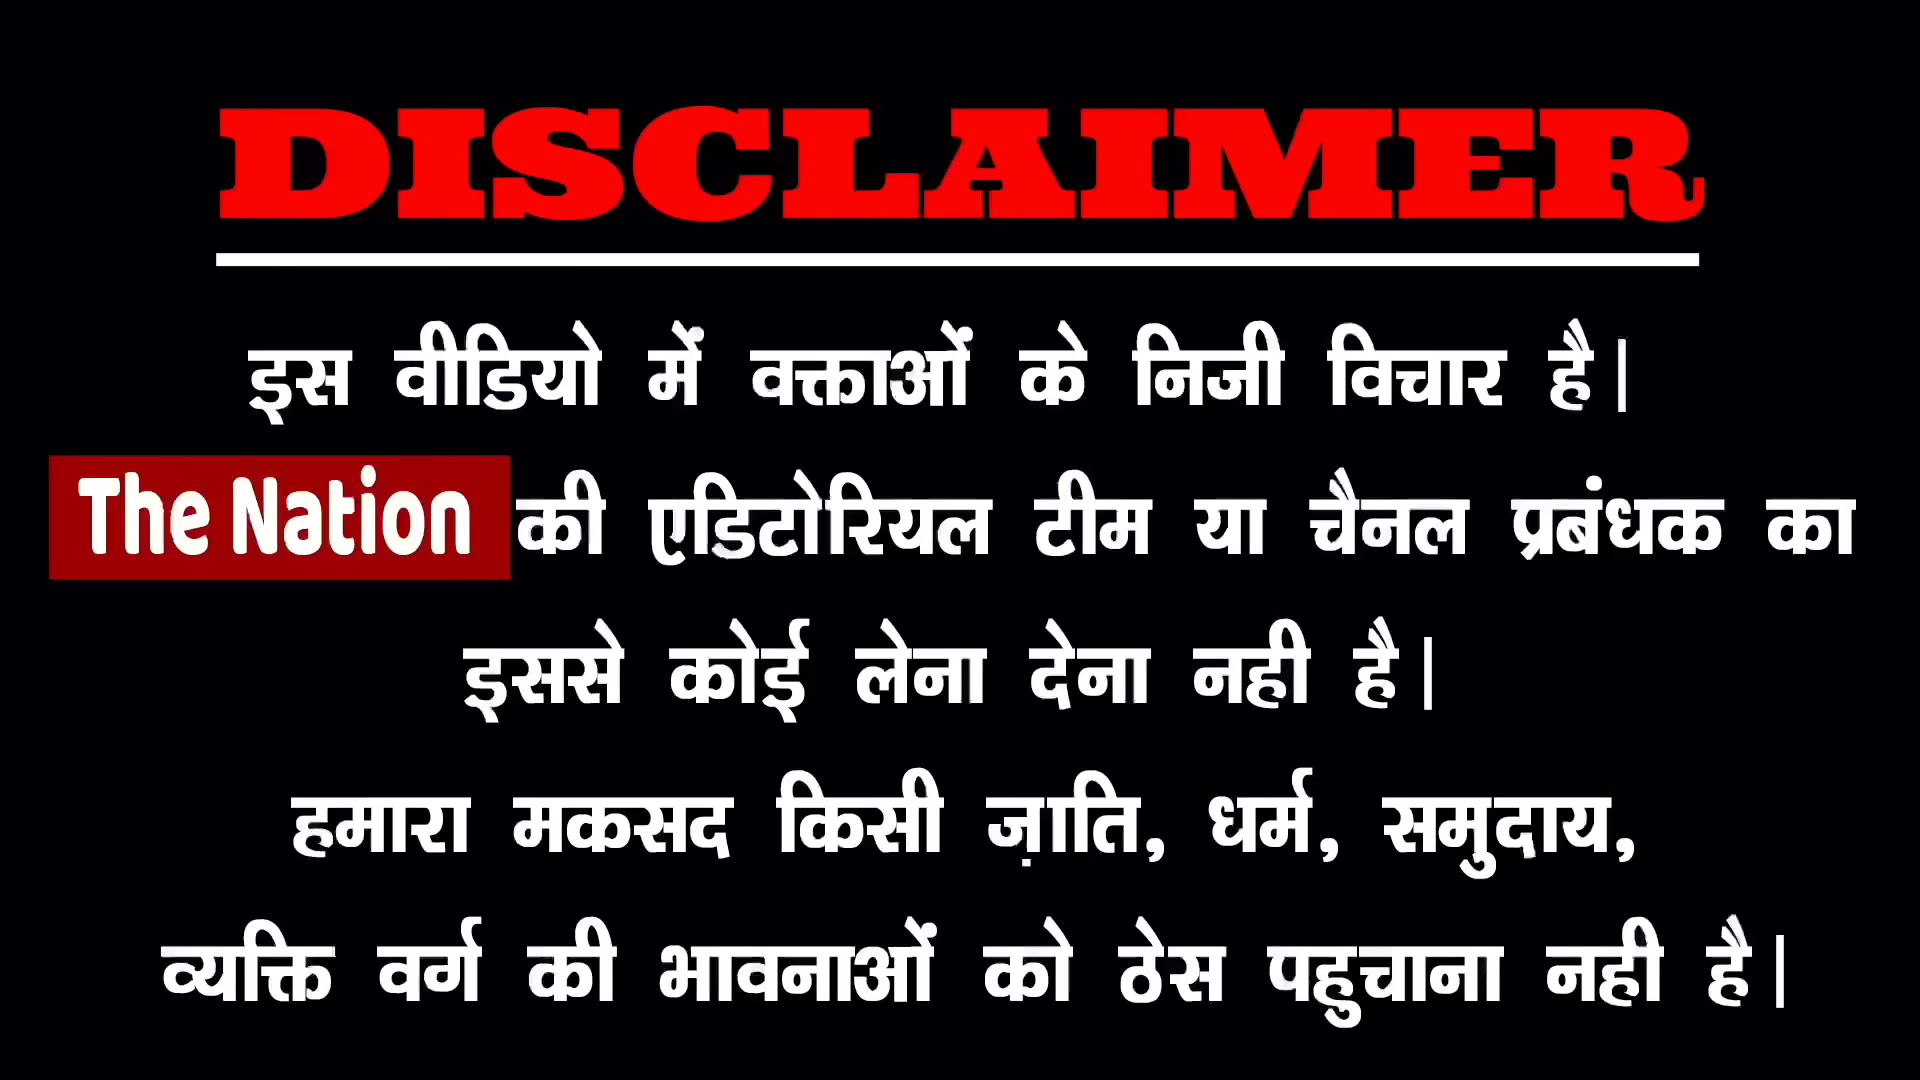 DISCLAIMER
इस वीडियो में वक्ताओं के निजी विचार है|
The Nation की एडिटोरियल टीम या चैनल प्रबंधक का
इससे कोई लेना देना नही है|
हमारा मकसद किसी ज़ाति, धर्म, समुदाय,
व्यक्ति वर्ग की भावनाओं को ठेस पहुचाना नही है|